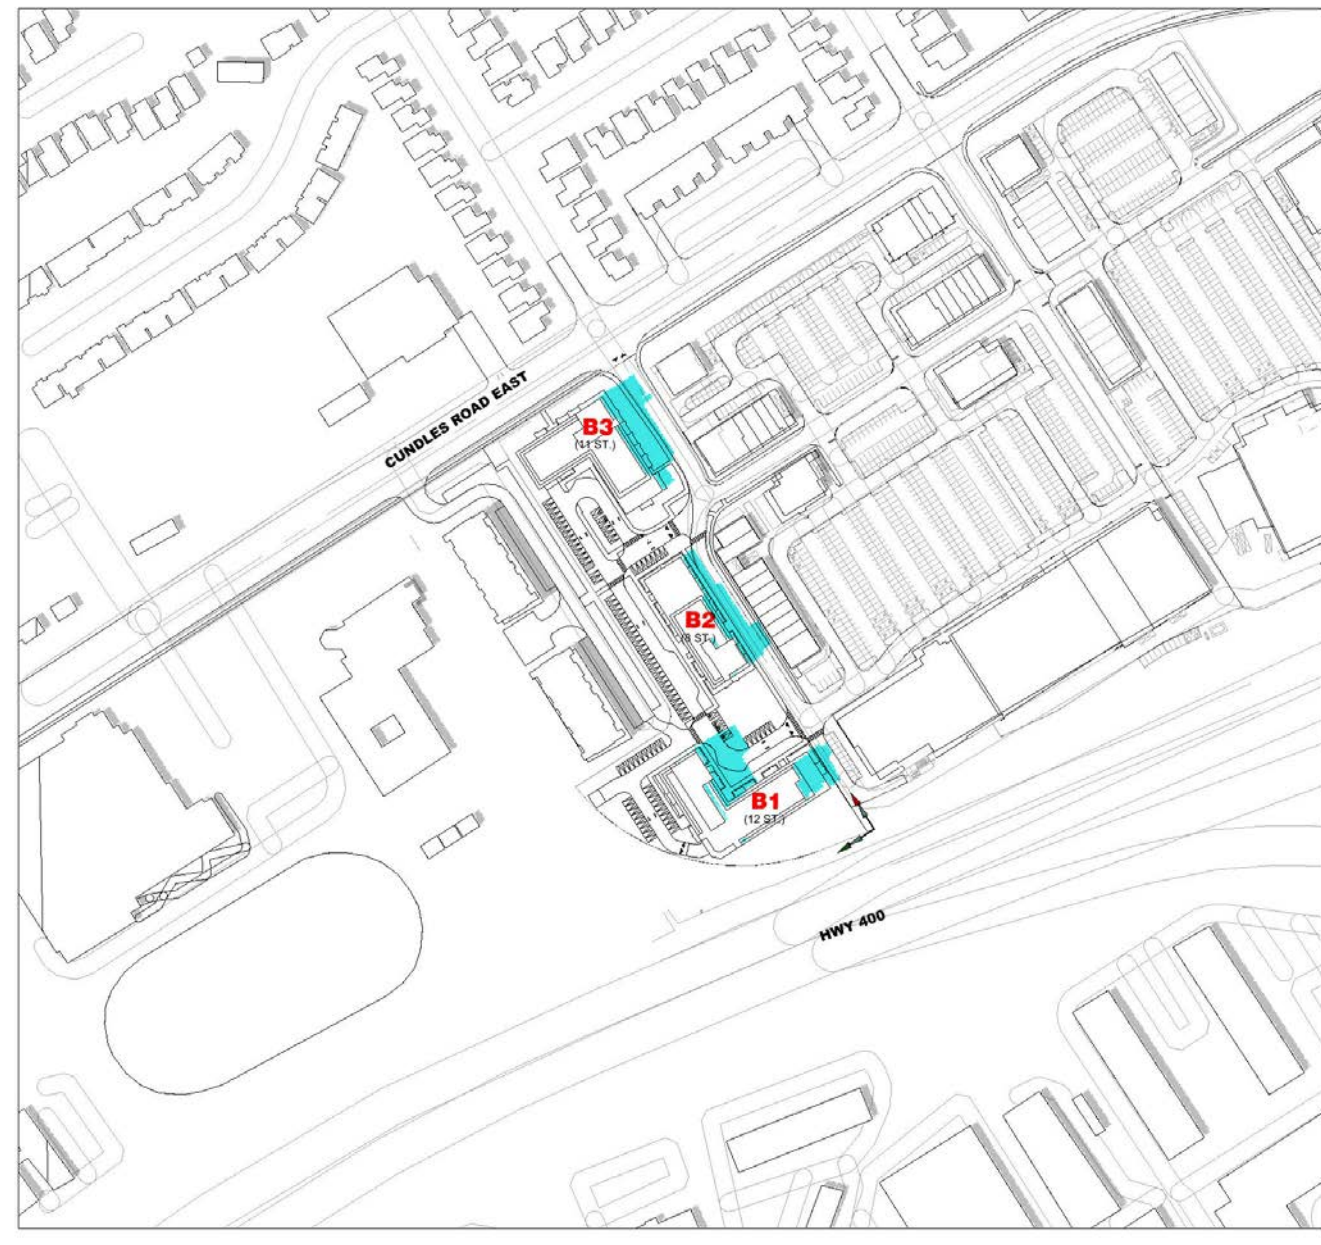 CUNDLES ROAD EAST
B3
(11 ST.)
B2
(8 ST.)
B1
(12 ST.)
HWY 400